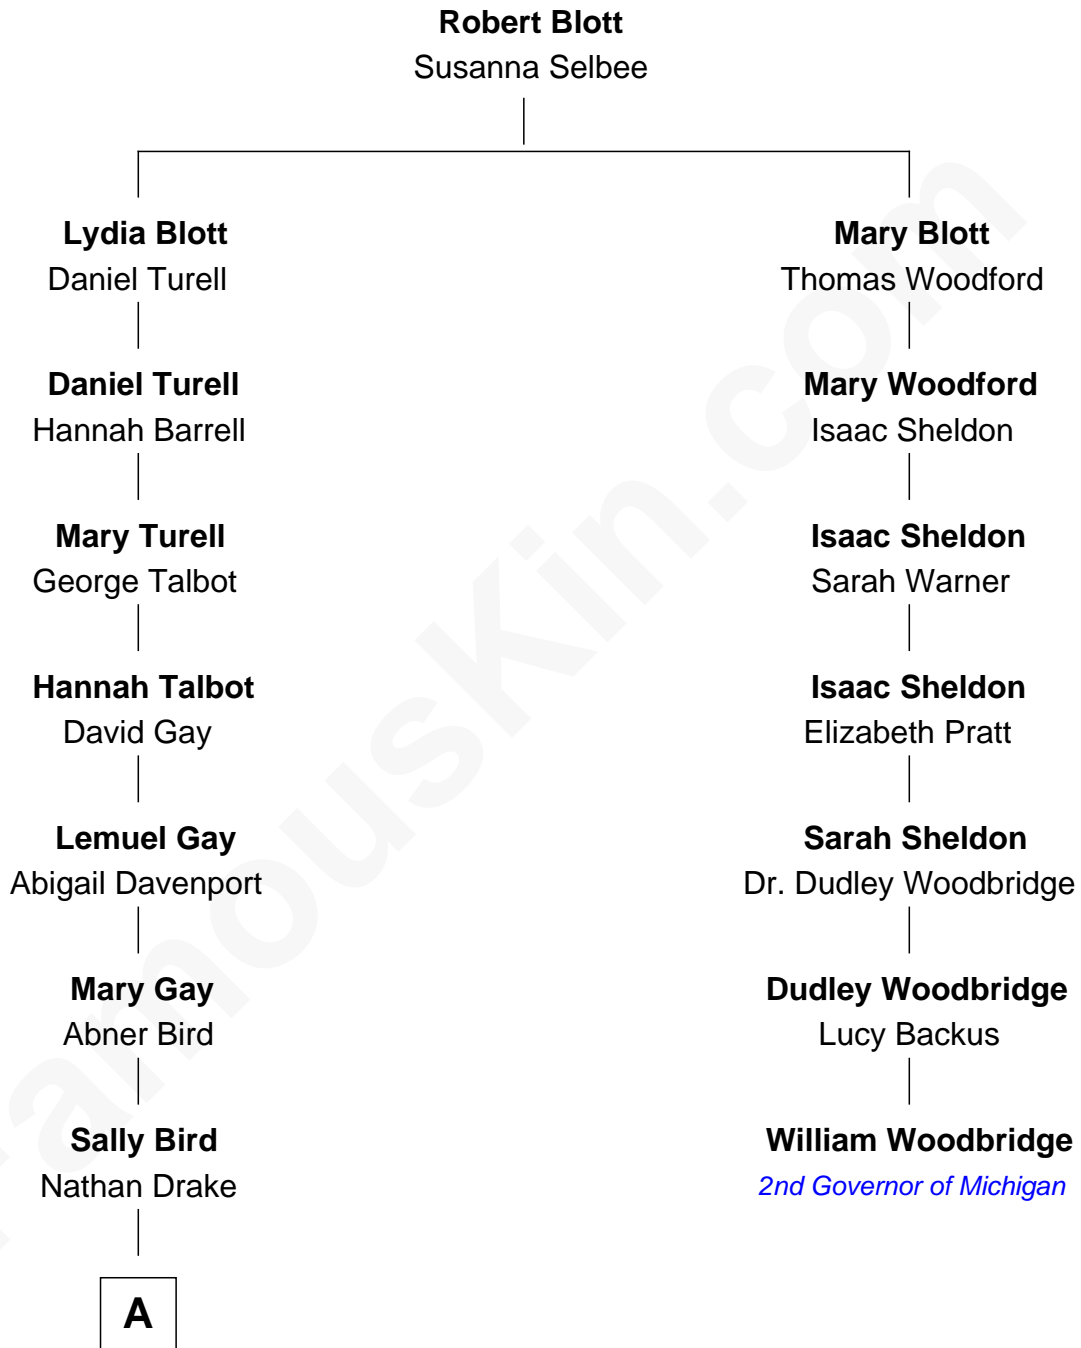 Robert Blott
Susanna Selbee
Lydia Blott
Daniel Turell
Mary Blott
Thomas Woodford
Daniel Turell
Hannah Barrell
Mary Woodford
Isaac Sheldon
Mary Turell
George Talbot
Isaac Sheldon
Sarah Warner
Hannah Talbot
David Gay
Isaac Sheldon
Elizabeth Pratt
Lemuel Gay
Abigail Davenport
Sarah Sheldon
Dr. Dudley Woodbridge
Mary Gay
Abner Bird
Dudley Woodbridge
Lucy Backus
Sally Bird
Nathan Drake
William Woodbridge
2nd Governor of Michigan
A
FamousKin.com